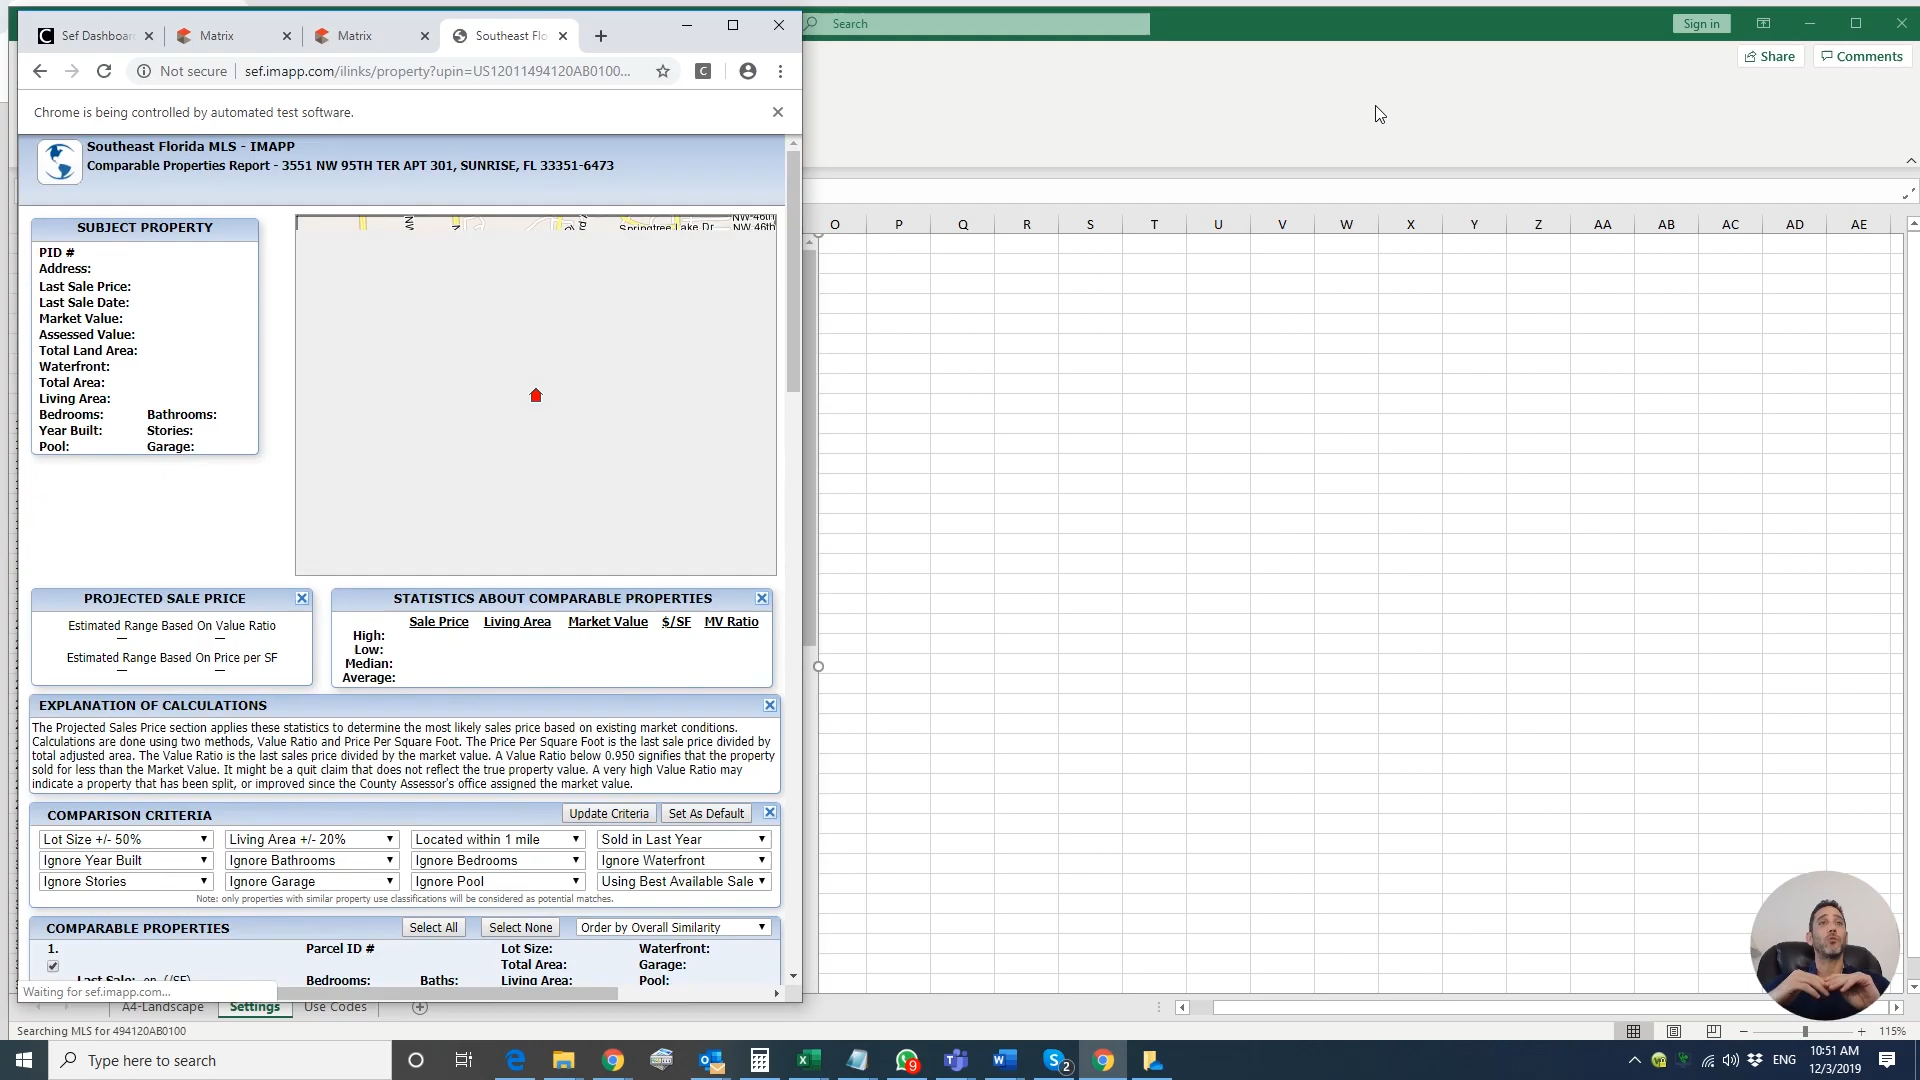 Sef Dashboar
Matrix
Matrix
Southeast Flo
Search
Sign in
Not secure
sef.imapp.com/ilinks/property?upin=US12011494120AB0100...
C
Share
Comments
Chrome is being controlled by automated test software.
Southeast Florida MLS - IMAPP
Comparable Properties Report - 3551 NW 95TH TER APT 301, SUNRISE, FL 33351-6473
SUBJECT PROPERTY
PID #
Address:
Last Sale Price:
Last Sale Date:
Market Value:
Assessed Value:
Total Land Area:
Waterfront:
Total Area:
Living Area:
Bedrooms: Bathrooms:
Year Built: Stories:
Pool: Garage:
NW
Springtree Lake Dr
NW 46th
NW 46th
O P Q R S T U V W X Y Z AA AB AC AD AE
PROJECTED SALE PRICE
Estimated Range Based On Value Ratio
— —
Estimated Range Based On Price per SF
— —
STATISTICS ABOUT COMPARABLE PROPERTIES
Sale Price Living Area Market Value $/SF MV Ratio
High:
Low:
Median:
Average:
EXPLANATION OF CALCULATIONS
The Projected Sales Price section applies these statistics to determine the most likely sales price based on existing market conditions.
Calculations are done using two methods, Value Ratio and Price Per Square Foot. The Price Per Square Foot is the last sale price divided by
total adjusted area. The Value Ratio is the last sales price divided by the market value. A Value Ratio below 0.950 signifies that the property
sold for less than the Market Value. It might be a quit claim that does not reflect the true property value. A very high Value Ratio may
indicate a property that has been split, or improved since the County Assessor's office assigned the market value.
COMPARISON CRITERIA
Update Criteria
Set As Default
Lot Size +/- 50% Living Area +/- 20% Located within 1 mile Sold in Last Year
Ignore Year Built Ignore Bathrooms Ignore Bedrooms Ignore Waterfront
Ignore Stories Ignore Garage Ignore Pool Using Best Available Sale
Note: only properties with similar property use classifications will be considered as potential matches.
COMPARABLE PROPERTIES
Select All
Select None
Order by Overall Similarity
1. Parcel ID # Lot Size: Waterfront:
Total Area: Garage:
Last Sale: on (/SF) Bedrooms: Baths: Living Area: Pool:
Waiting for sef.imapp.com...
A4-Landscape
Settings
Use Codes
Searching MLS for 494120AB0100
115%
Type here to search
9
2
ENG
10:51 AM
12/3/2019